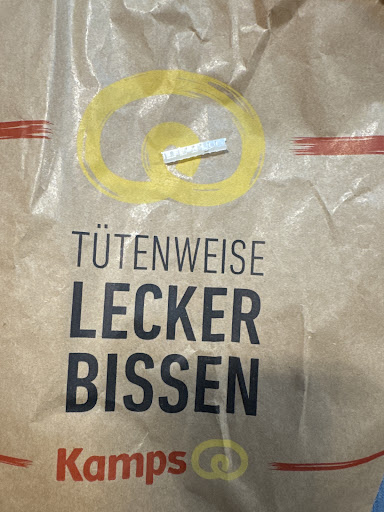 TÜTENWEISE
LECKER
BISSEN
Kamps